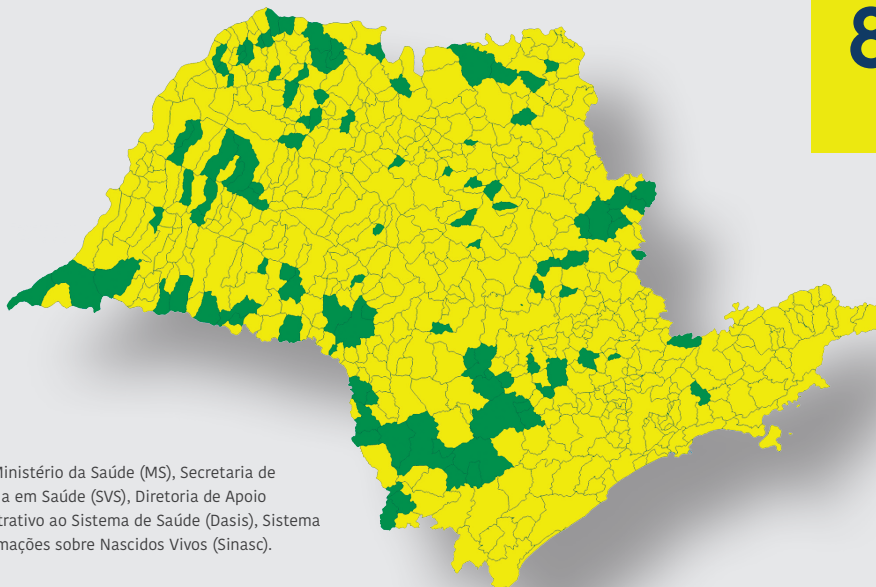 8
Ministério da Saúde (MS), Secretaria de
a em Saúde (SVS), Diretoria de Apoio
trativo ao Sistema de Saúde (Dasis), Sistema
mações sobre Nascidos Vivos (Sinasc).